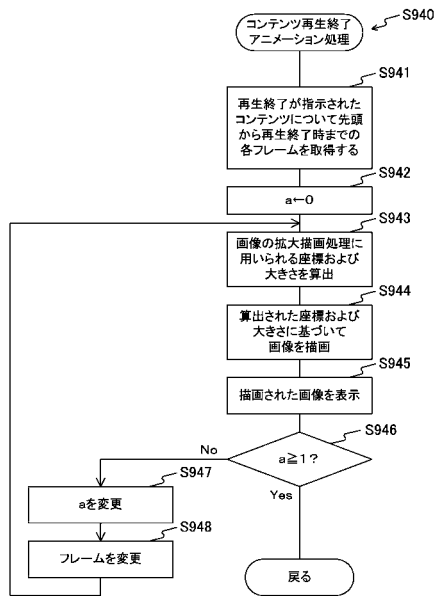 コンテンツ再生終了
アニメーション処理
S940
S941
再生終了が指示された
コンテンツについて先頭
から再生終了時までの
各フレームを取得する
S942
a←0
S943
画像の拡大描画処理に
用いられる座標および
大きさを算出
S944
算出された座標および
大きさに基づいて
画像を描画
S945
描画された画像を表示
S946
a≧1?
No
Yes
S947
aを変更
S948
フレームを変更
戻る